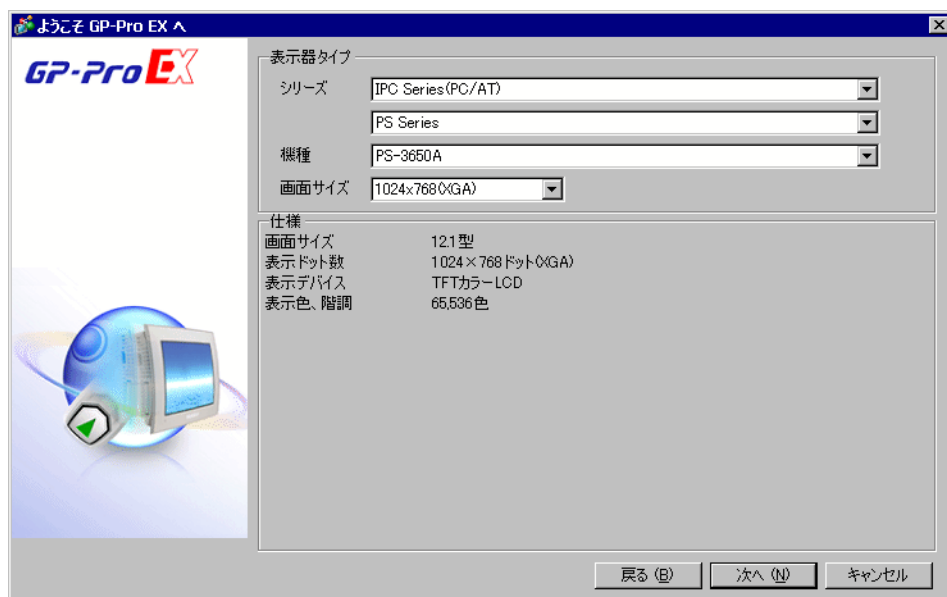 ようこそ GP-Pro EX へ
GP-Pro EX
表示器タイプ
シリーズ IPC Series(PC/AT)
PS Series
機種 PS-3650A
画面サイズ 1024x768(XGA)
仕様
画面サイズ 12.1型
表示ドット数 1024×768ドット(XGA)
表示デバイス TFTカラーLCD
表示色、階調 65,536色
戻る (B) 次へ (N) キャンセル